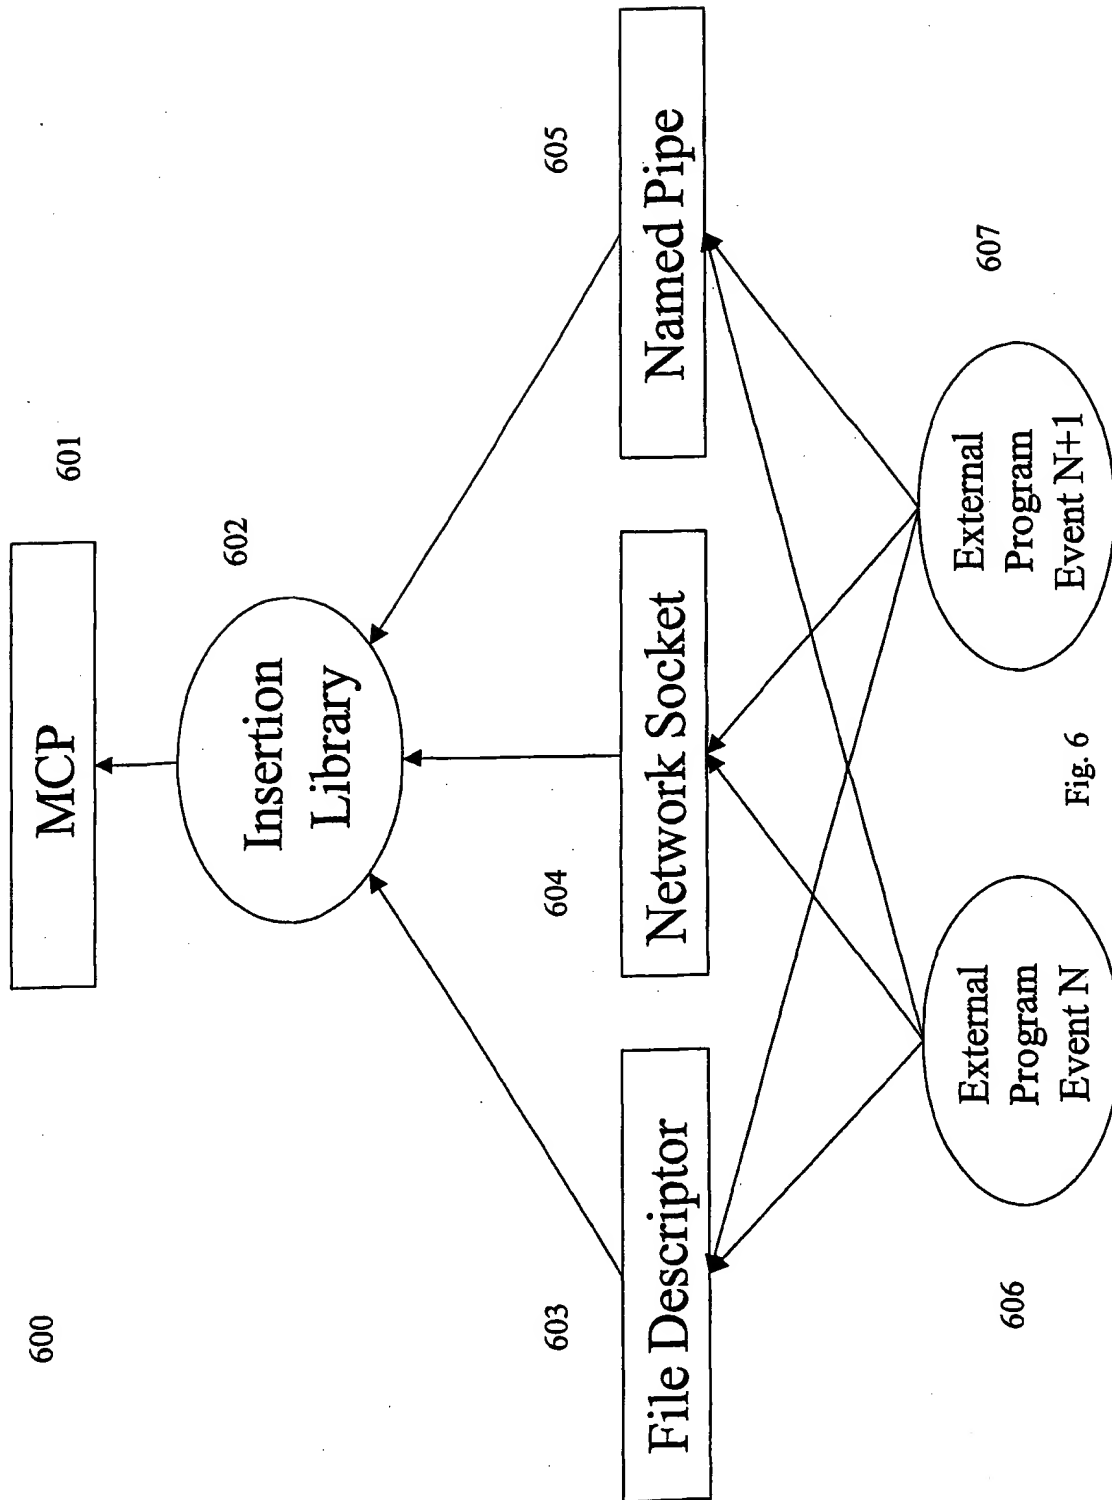 600
MCP
601
602
Insertion
Library
603
604
605
File Descriptor
Network Socket
Named Pipe
606
External
Program
Event N
External
Program
Event N+1
607
Fig. 6